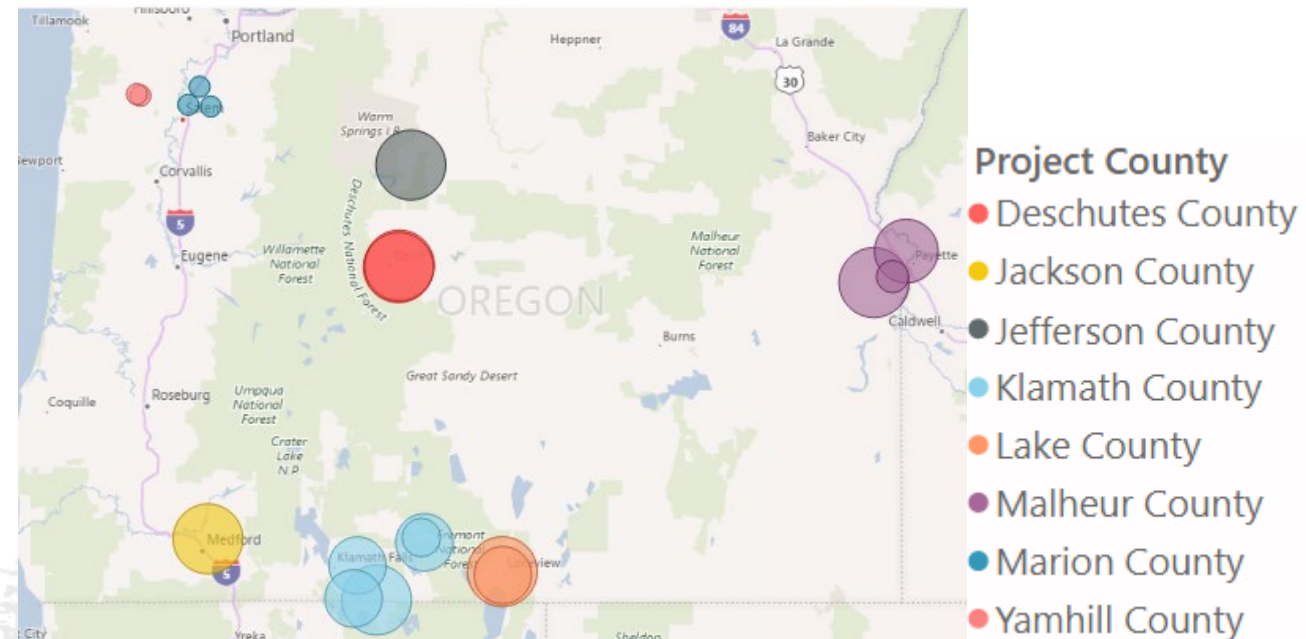 Tillamook
Hillsboro
Portland
Heppner
84
La Grande
30
Salem
Warm
Springs I.R.
Baker City
Newport
Corvallis
5
Eugene
Willamette
National
Forest
Deschutes National Forest
Bend
Malheur
National
Forest
Payette
OREGON
Caldwell
Burns
Great Sandy Desert
Coquille
Roseburg
Umpqua
National
Forest
Crater
Lake
N.P
Medford
5
Klamath Falls
Fremont
National
Forest
Lakeview
City
Yreka
Sheldon
Project County
Deschutes County
Jackson County
Jefferson County
Klamath County
Lake County
Malheur County
Marion County
Yamhill County